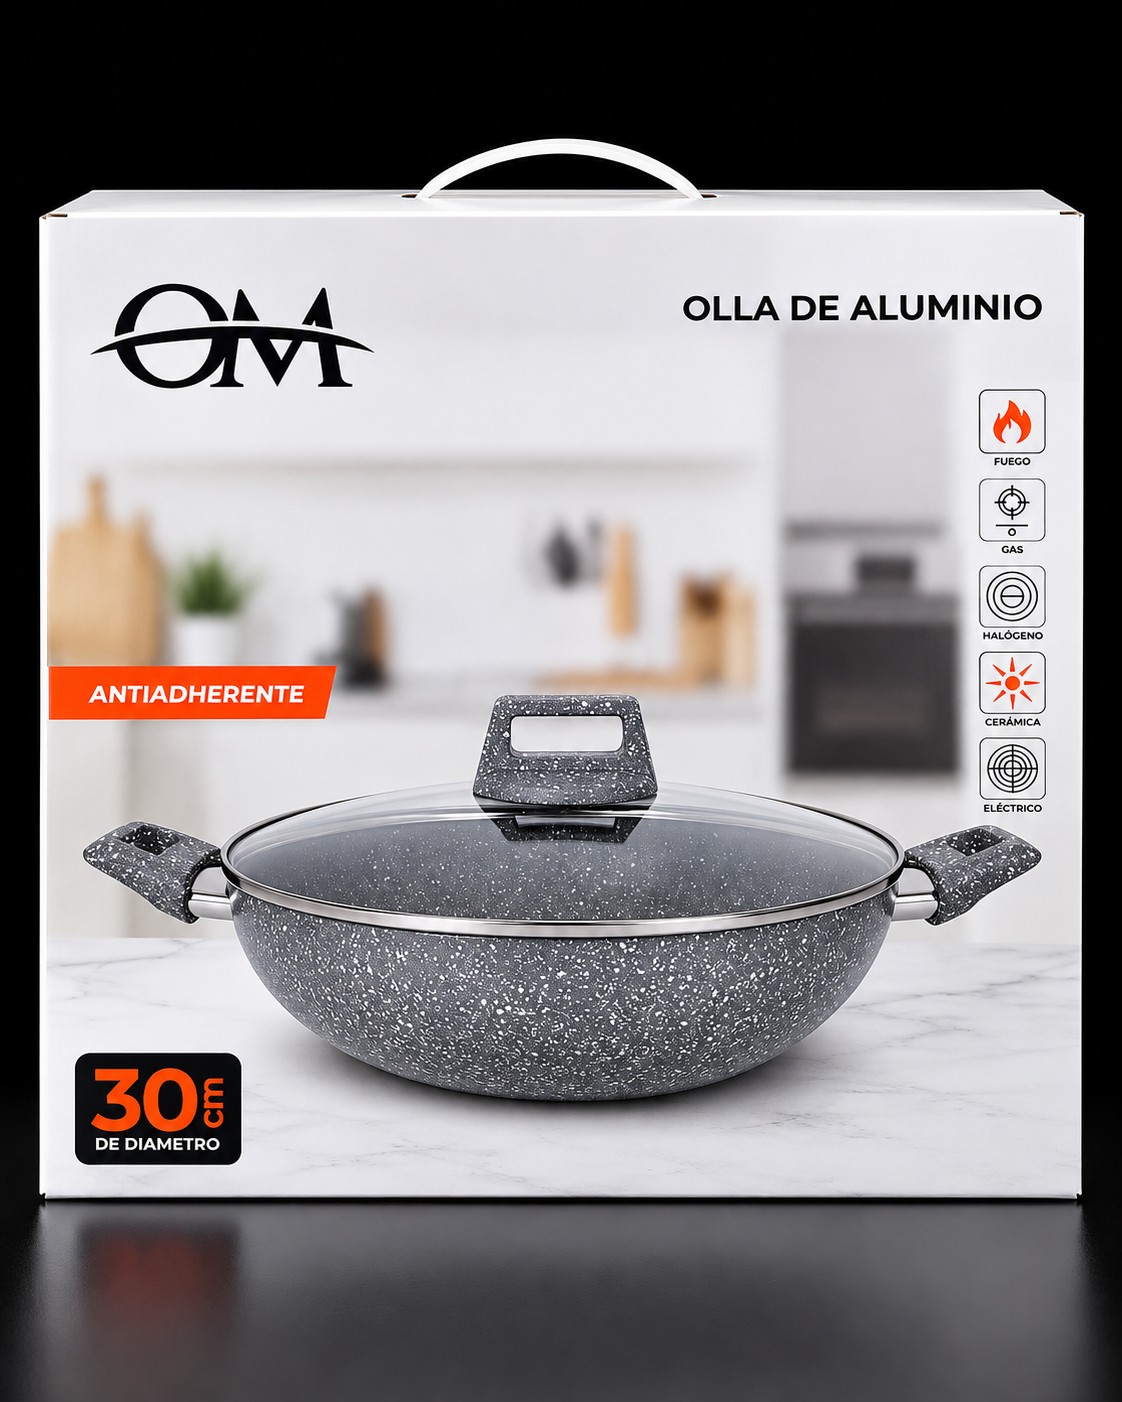 OM
OLLA DE ALUMINIO
FUEGO
GAS
HALÓGENO
CERÁMICA
ELÉCTRICO
ANTIADHERENTE
30cm
DE DIAMETRO